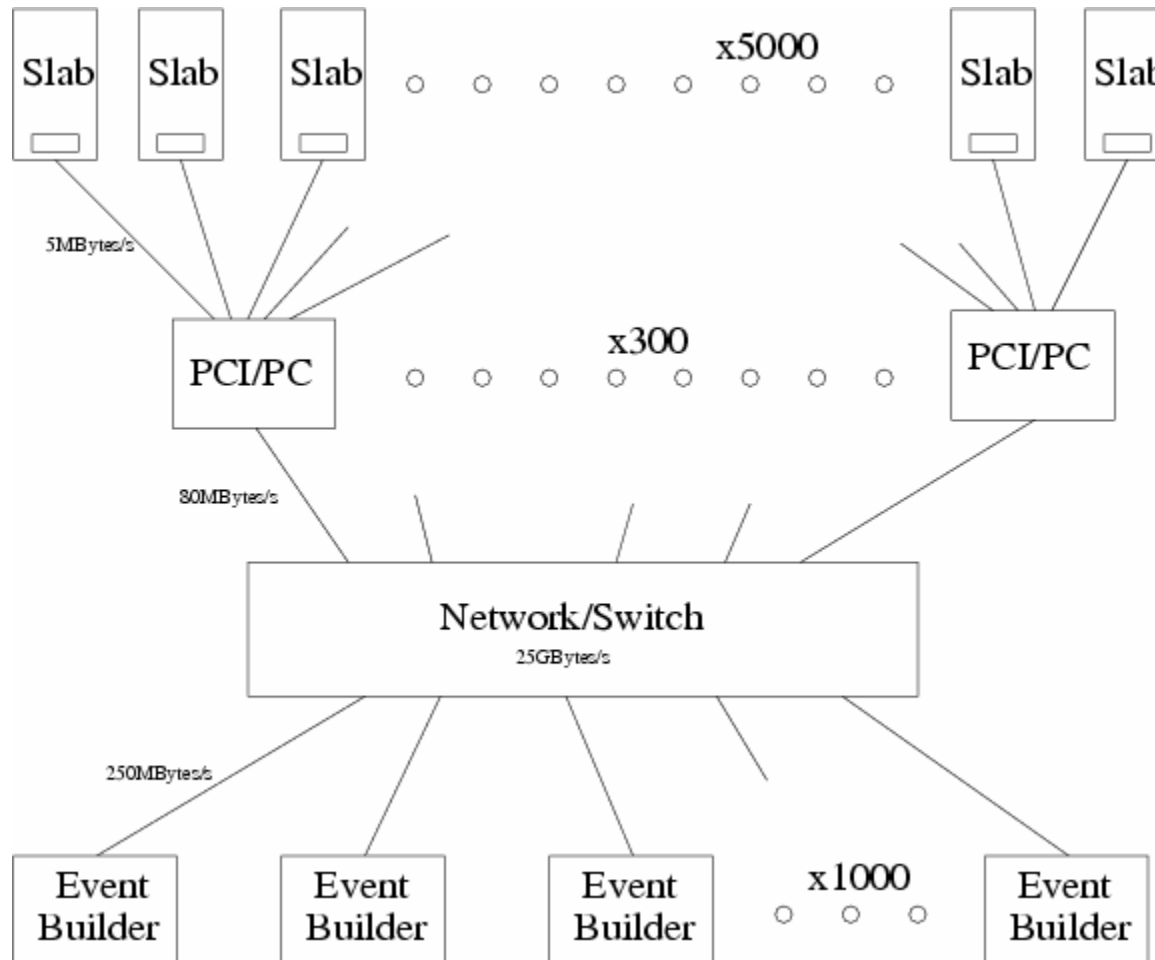 x5000
Slab
Slab
Slab
Slab
Slab
5MBytes/s
x300
PCI/PC
PCI/PC
80MBytes/s
Network/Switch
25GBytes/s
250MBytes/s
Event
Builder
Event
Builder
Event
Builder
x1000
Event
Builder